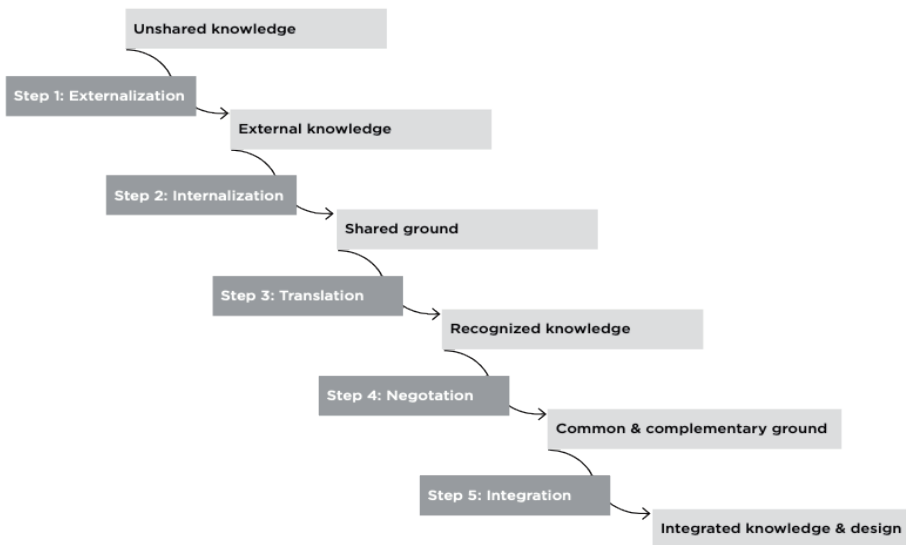 Unshared knowledge
Step 1: Externalization
External knowledge
Step 2: Internalization
Shared ground
Step 3: Translation
Recognized knowledge
Step 4: Negotation
Common & complementary ground
Step 5: Integration
Integrated knowledge & design